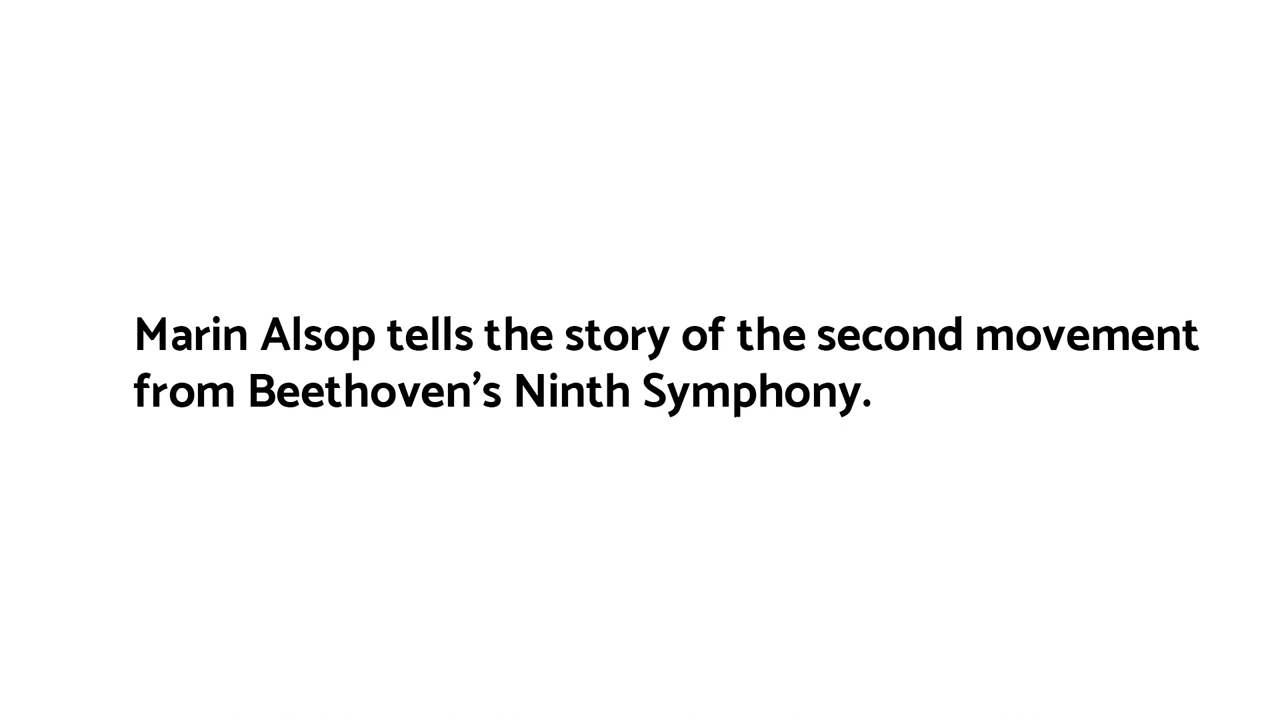 Marin Alsop tells the story of the second movement
from Beethoven’s Ninth Symphony.